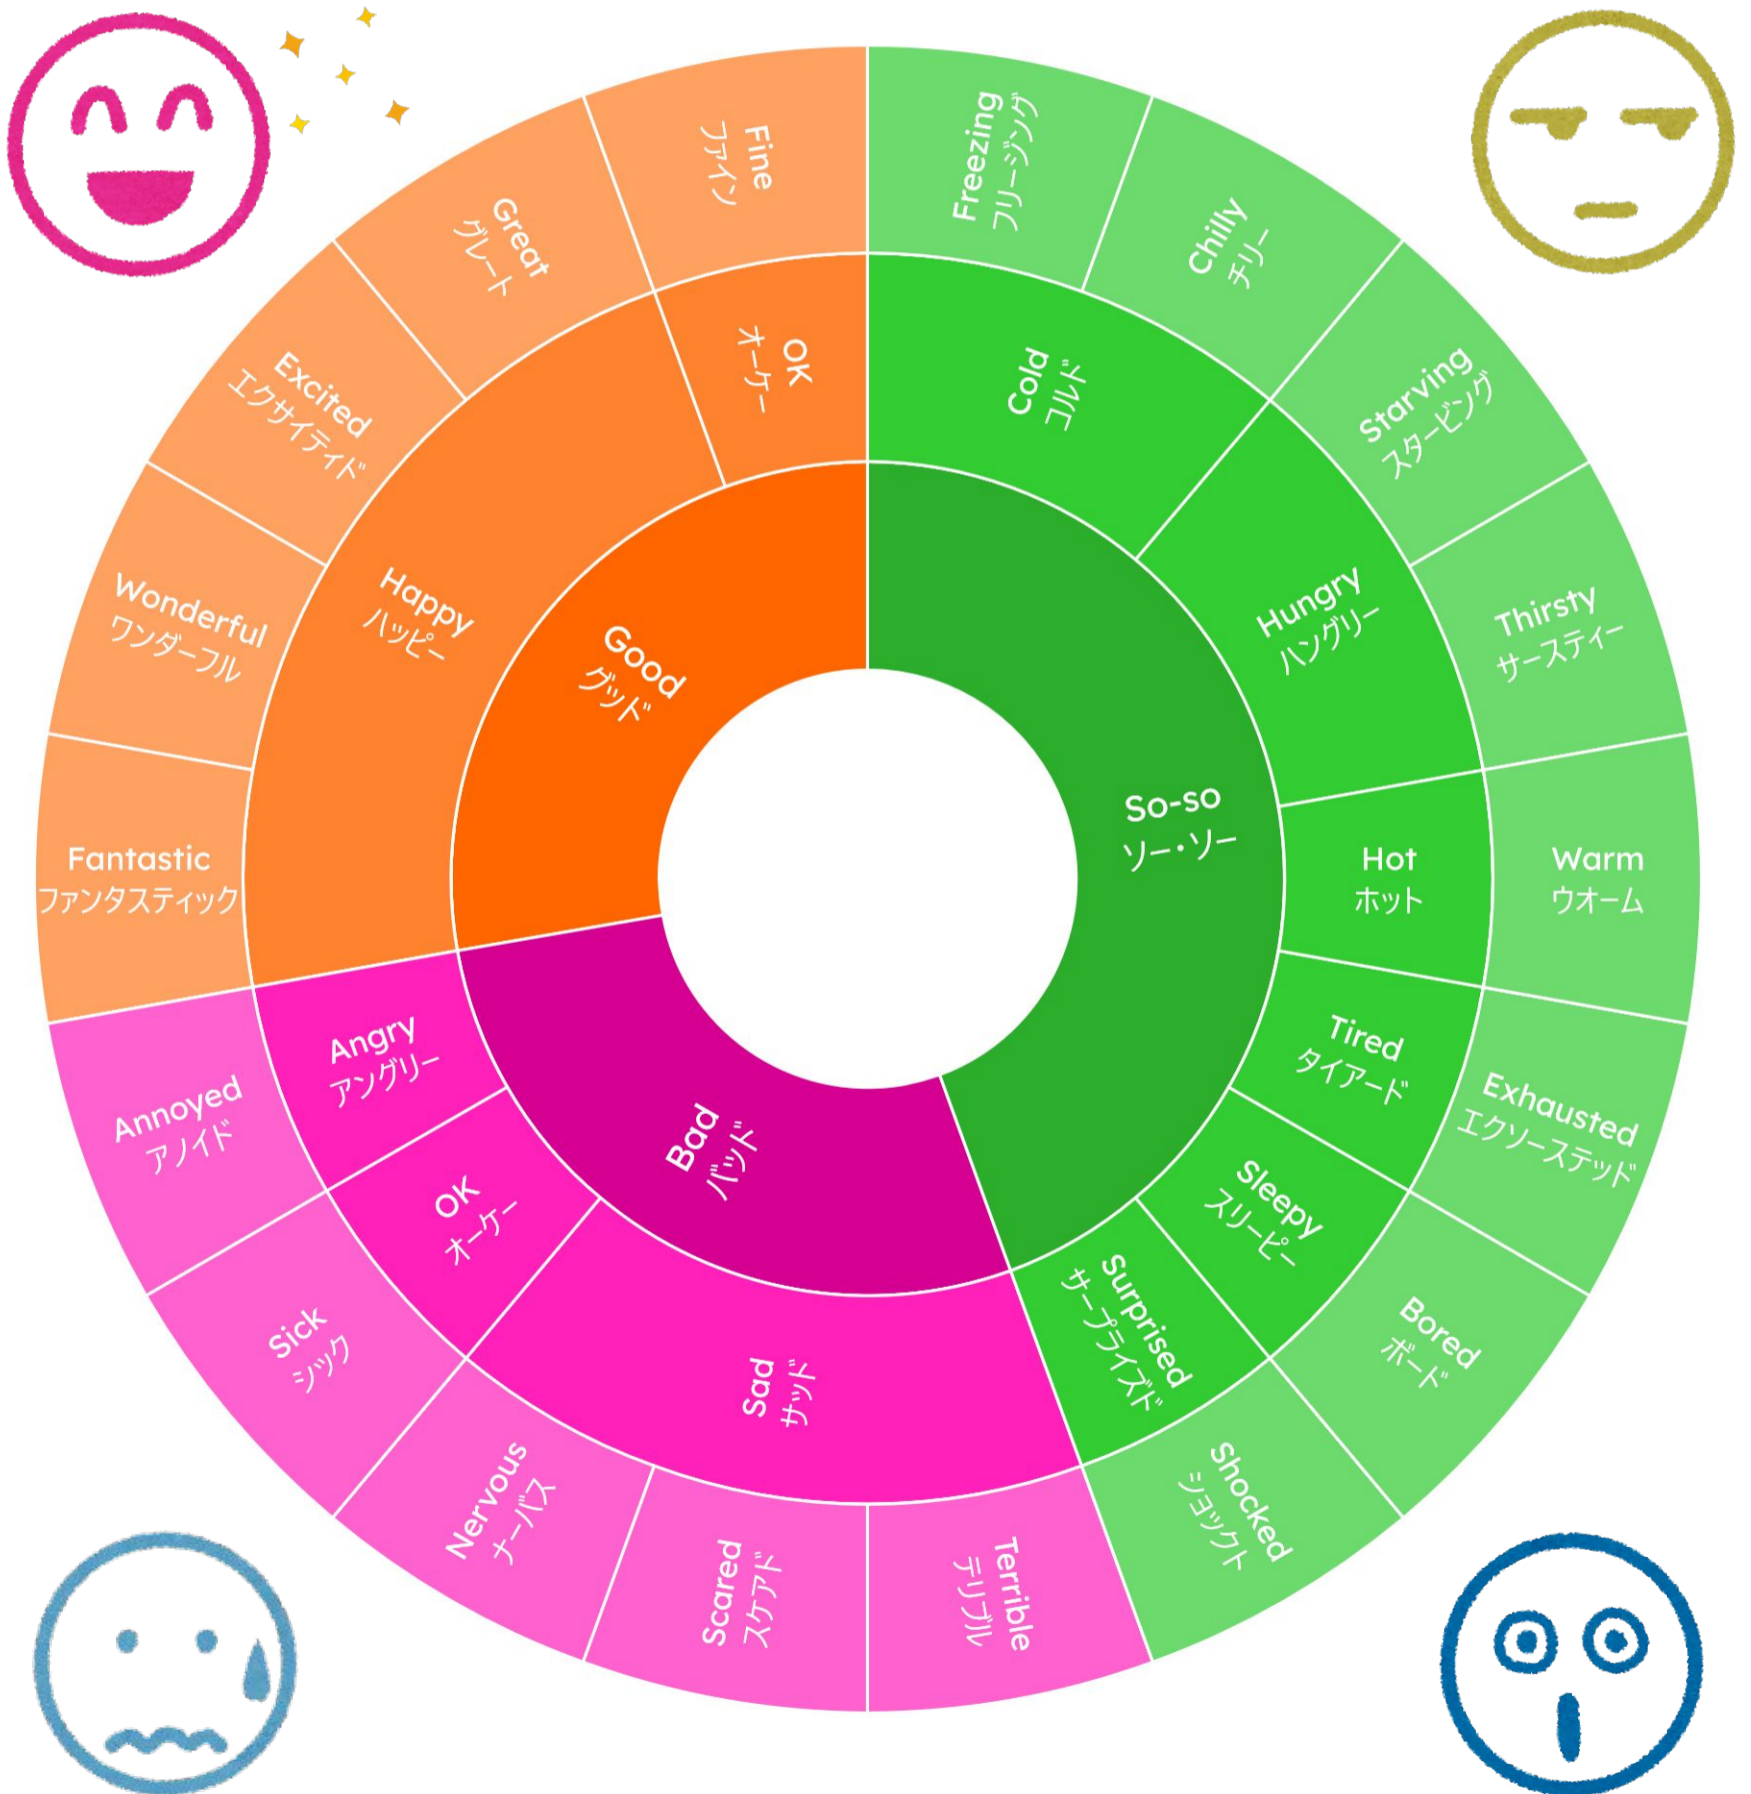 Good
グッド
So-so
ソー・ソー
Bad
バッド
OK
オーケー
Cold
コルド
Hungry
ハングリー
Hot
ホット
Tired
タイアード
Sleepy
スリーピー
Surprised
サープライズド
Sad
サッド
OK
オーケー
Angry
アングリー
Happy
ハッピー
Fine
ファイン
Freezing
フリージング
Chilly
チリー
Starving
スタービング
Thirsty
サースティー
Warm
ウオーム
Exhausted
エクソーステッド
Bored
ボード
Shocked
ショックト
Terrible
テリブル
Scared
スケアド
Nervous
ナーバス
Sick
シック
Annoyed
アノイド
Fantastic
ファンタスティック
Wonderful
ワンダーフル
Excited
エクサイティド
Great
グレート